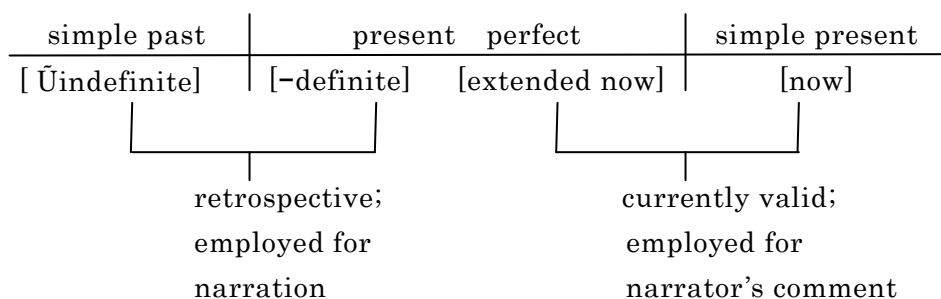 simple past present perfect simple present
[ Ũindefinite] [−definite] [extended now] [now]
retrospective; currently valid;
employed for employed for
narration narrator's comment